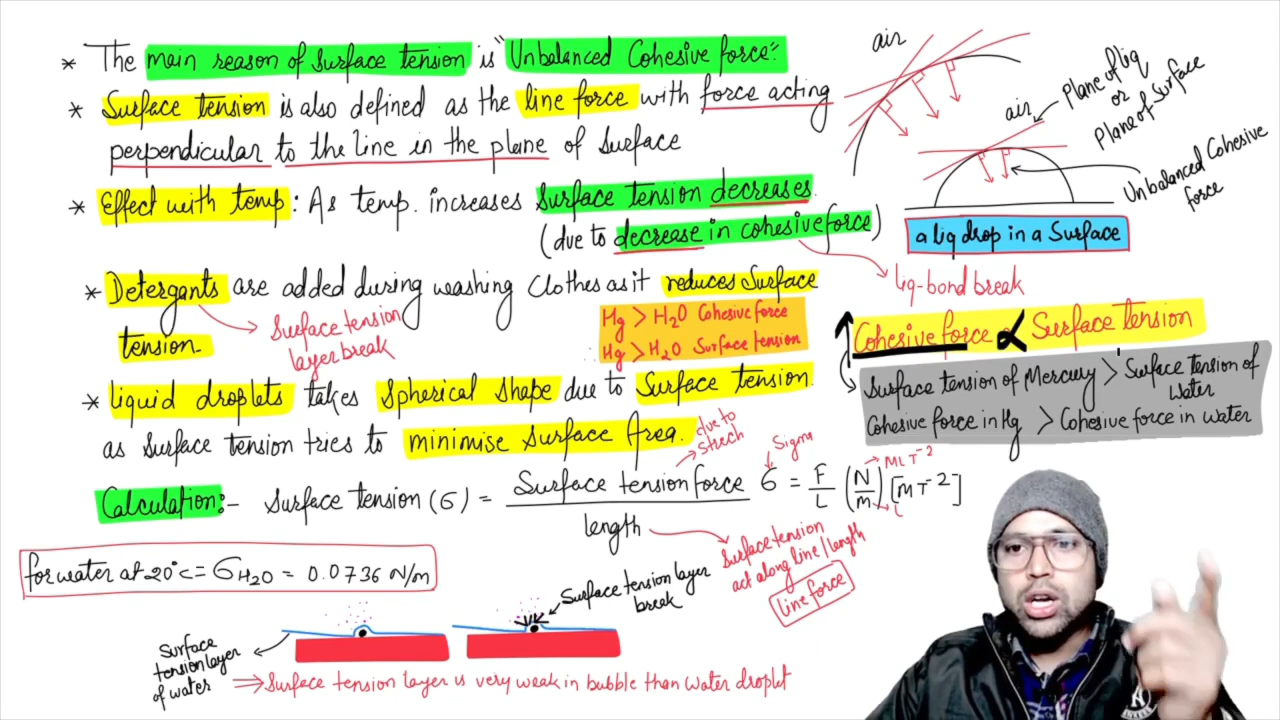 * The main reason of surface tension is "Unbalanced Cohesive force"
* Surface tension is also defined as the line force with force acting
perpendicular to the line in the plane of Surface
* Effect with temp: As temp. increases Surface tension decreases.
(due to decrease in cohesive force)
liq-bond break
* Detergants are added during washing clothes as it reduces Surface
tension.
Surface tension
layer break
Hg > H2O Cohesive force
Hg > H2O Surface tension
* liquid droplets takes Spherical shape due to Surface tension.
as surface tension tries to minimise Surface Area.
due to
strech
Calculation:- Surface tension (σ) = Surface tension force
length
Sigma
σ = F/L (N/m) [MT-2]
MLT-2
L
Surface tension
act along line/length
line force
for water at 20°C = σH2O = 0.0736 N/m
Surface tension layer
break
Surface
tension layer
of water
⇒ Surface tension layer is very weak in bubble than water droplet
air
air
Plane of liq
or
Plane of Surface
Unbalanced Cohesive
force
a liq drop in a Surface
Cohesive force ∝ Surface tension
Surface tension of Mercury > Surface tension of
Water
Cohesive force in Hg > Cohesive force in water